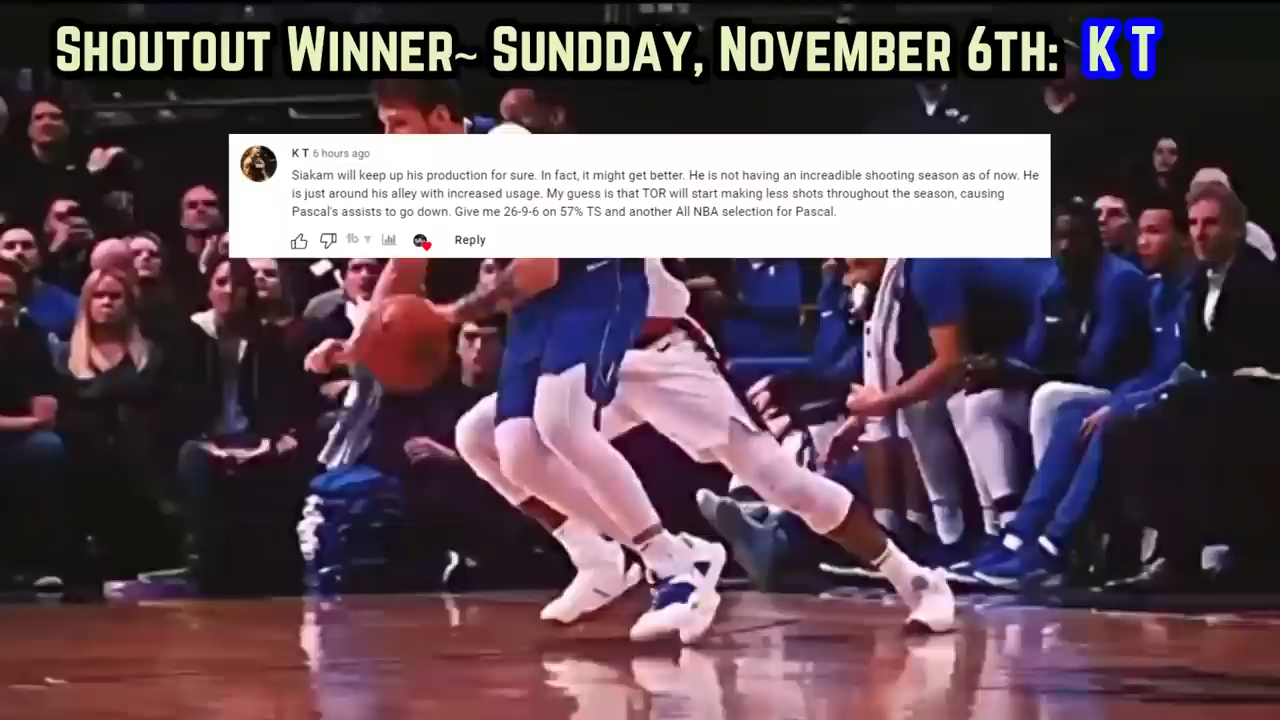 Shoutout Winner~ Sundday, November 6th: K T
K T 6 hours ago
Siakam will keep up his production for sure. In fact, it might get better. He is not having an increadible shooting season as of now. He
is just around his alley with increased usage. My guess is that TOR will start making less shots throughout the season, causing
Pascal's assists to go down. Give me 26-9-6 on 57% TS and another All NBA selection for Pascal.
tb Reply